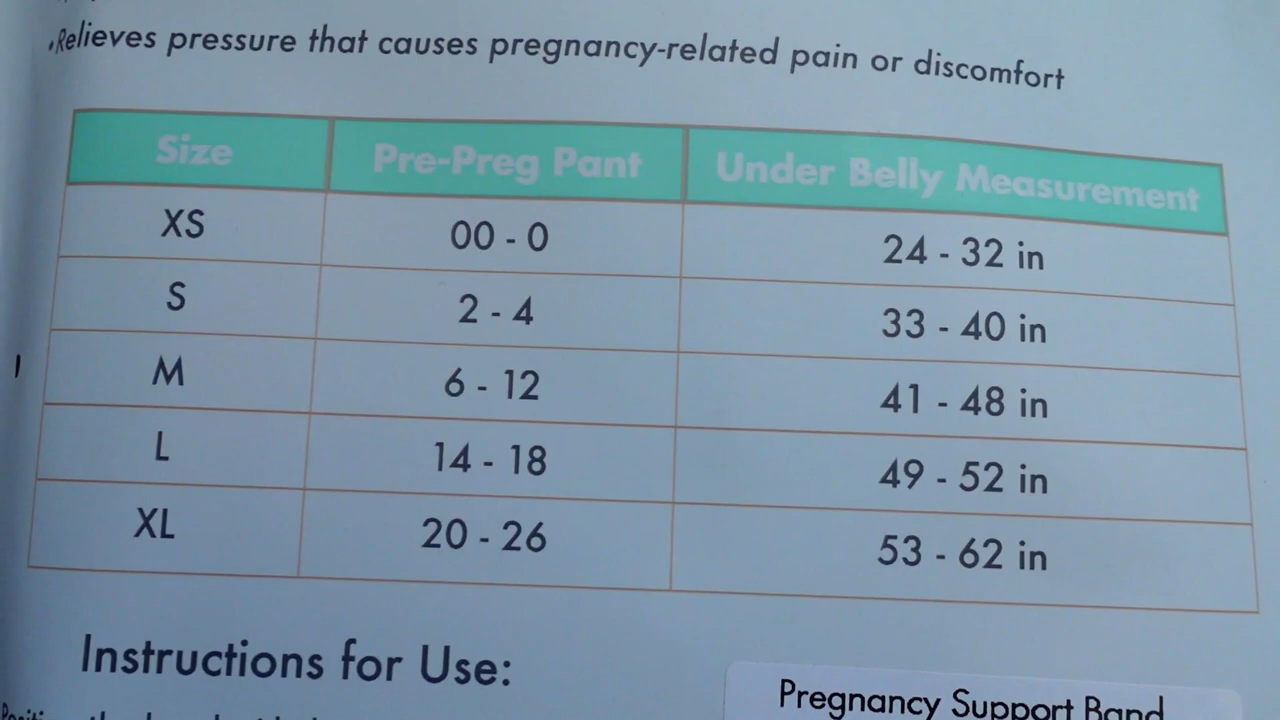 Relieves pressure that causes pregnancy-related pain or discomfort
Size Pre-Preg Pant Under Belly Measurement
XS 00 - 0 24 - 32 in
S 2 - 4 33 - 40 in
M 6 - 12 41 - 48 in
L 14 - 18 49 - 52 in
XL 20 - 26 53 - 62 in
Instructions for Use:
Pregnancy Support Band